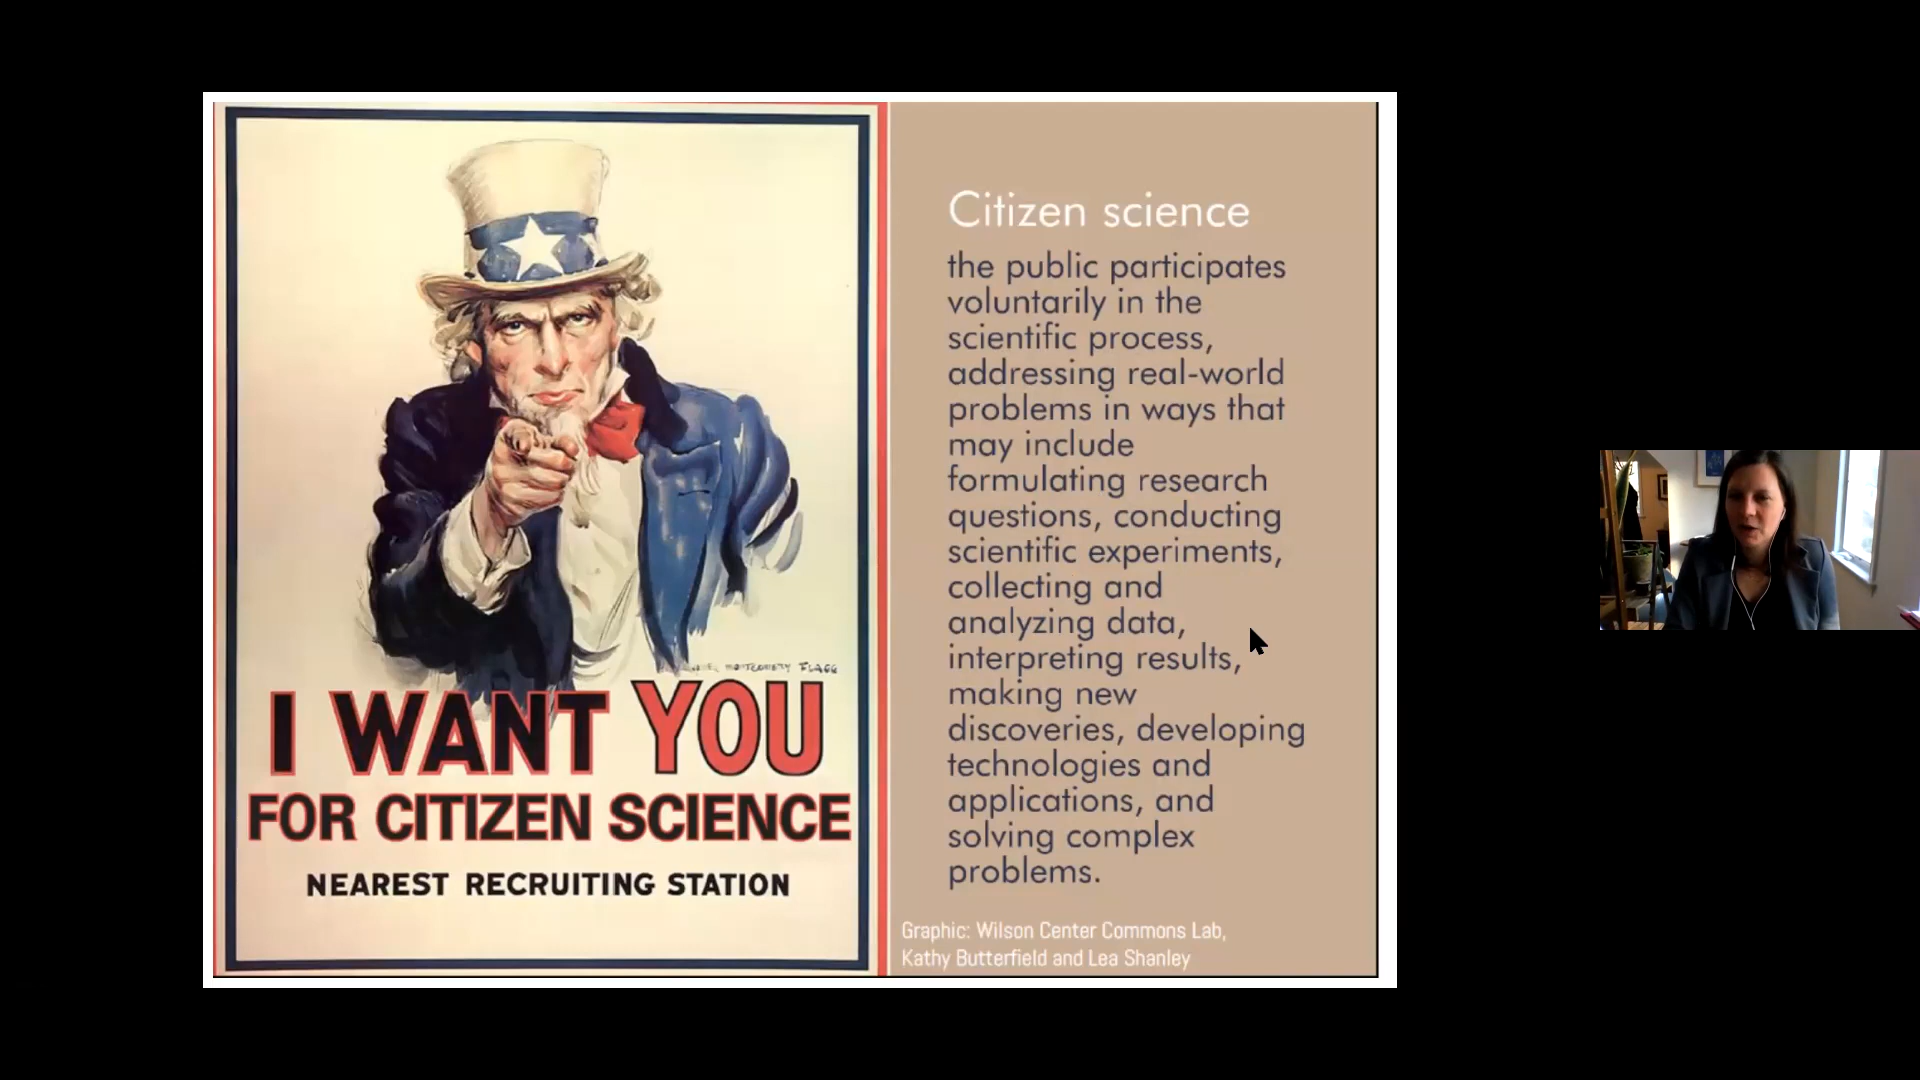 MONTGOMERY FLAGG
I WANT YOU
FOR CITIZEN SCIENCE
NEAREST RECRUITING STATION
Citizen science
the public participates
voluntarily in the
scientific process,
addressing real-world
problems in ways that
may include
formulating research
questions, conducting
scientific experiments,
collecting and
analyzing data,
interpreting results,
making new
discoveries, developing
technologies and
applications, and
solving complex
problems.
Graphic: Wilson Center Commons Lab,
Kathy Butterfield and Lea Shanley